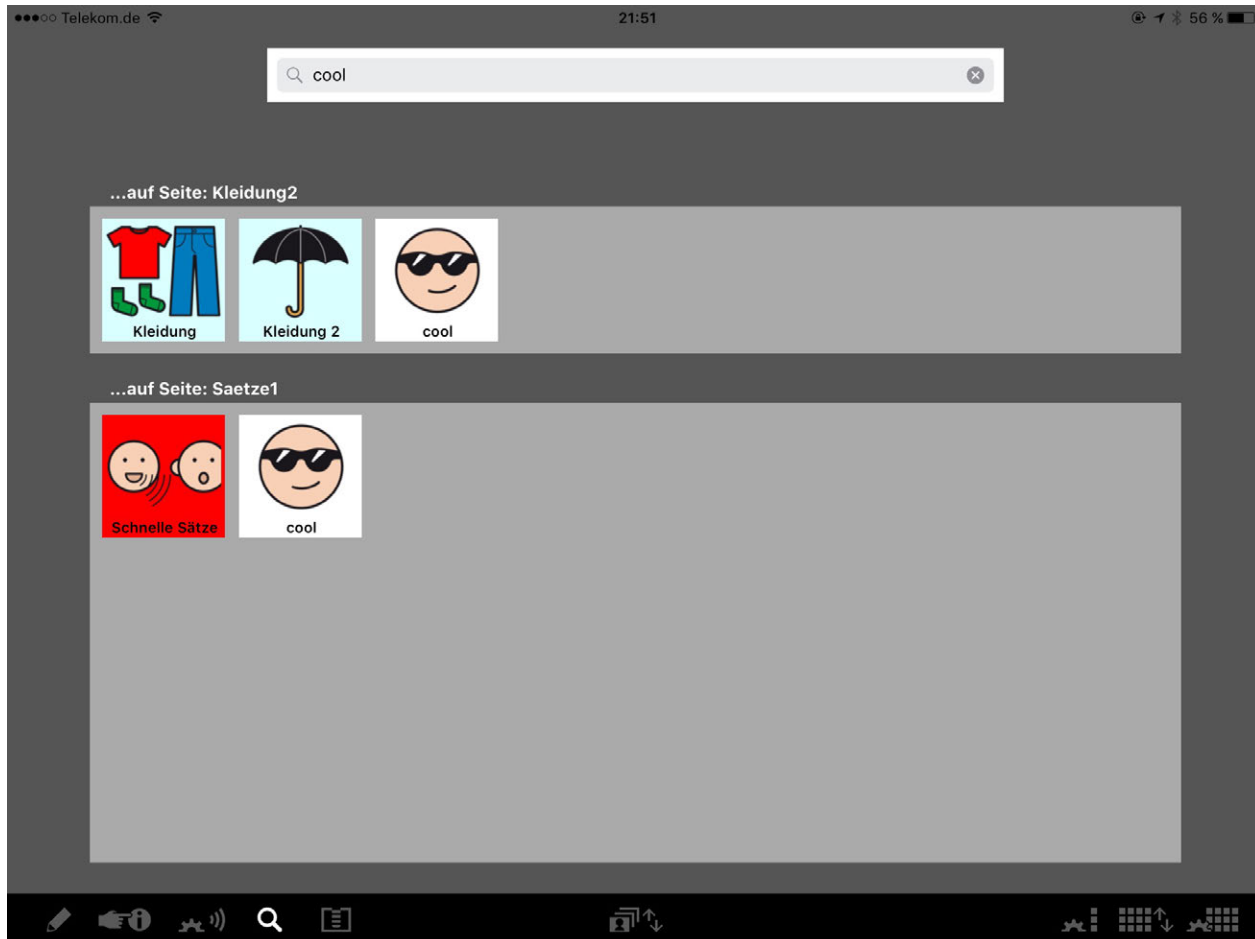 Telekom.de 21:51 56 %
cool
...auf Seite: Kleidung2
Kleidung Kleidung 2 cool
...auf Seite: Saetze1
Schnelle Sätze cool